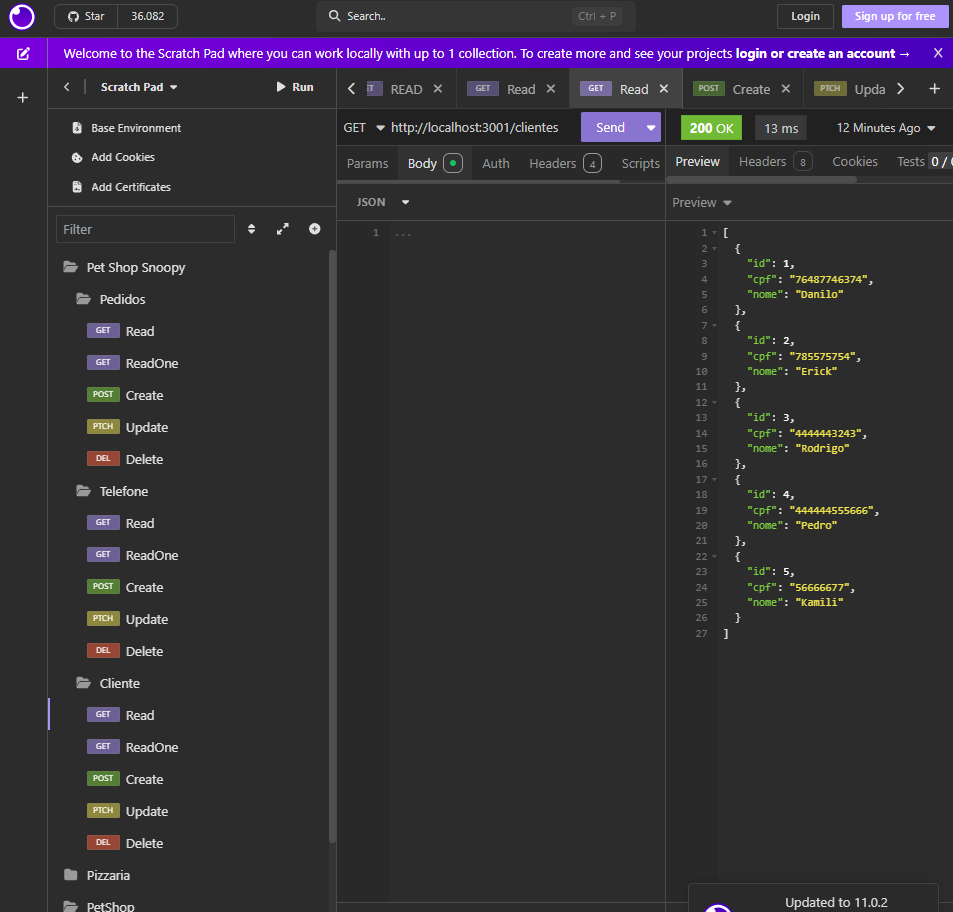 Star 36.082 Search.. Ctrl + P Login Sign up for free
Welcome to the Scratch Pad where you can work locally with up to 1 collection. To create more and see your projects login or create an account → X
Scratch Pad Run
Base Environment
Add Cookies
Add Certificates
Filter
Pet Shop Snoopy
Pedidos
GET Read
GET ReadOne
POST Create
PTCH Update
DEL Delete
Telefone
GET Read
GET ReadOne
POST Create
PTCH Update
DEL Delete
Cliente
GET Read
GET ReadOne
POST Create
PTCH Update
DEL Delete
Pizzaria
PetShop
ET READ GET Read GET Read POST Create PTCH Upda
GET http://localhost:3001/clientes Send
Params Body Auth Headers 4 Scripts
JSON
1 ...
200 OK 13 ms 12 Minutes Ago
Preview Headers 8 Cookies Tests 0 /
Preview
1 [
2 {
3 "id": 1,
4 "cpf": "76487746374",
5 "nome": "Danilo"
6 },
7 {
8 "id": 2,
9 "cpf": "785575754",
10 "nome": "Erick"
11 },
12 {
13 "id": 3,
14 "cpf": "4444443243",
15 "nome": "Rodrigo"
16 },
17 {
18 "id": 4,
19 "cpf": "444444555666",
20 "nome": "Pedro"
21 },
22 {
23 "id": 5,
24 "cpf": "56666677",
25 "nome": "Kamili"
26 }
27 ]
Updated to 11.0.2